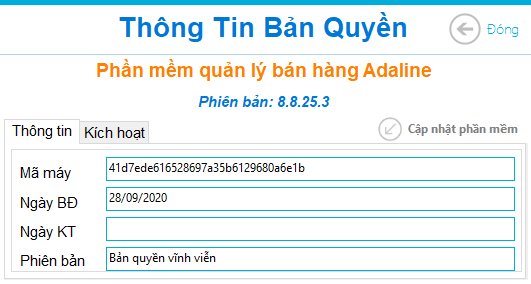 Thông Tin Bản Quyền
Đóng
Phần mềm quản lý bán hàng Adaline
Phiên bản: 8.8.25.3
Thông tin
Kích hoạt
Cập nhật phần mềm
Mã máy
41d7ede616528697a35b6129680a6e1b
Ngày BĐ
28/09/2020
Ngày KT
Phiên bản
Bản quyền vĩnh viễn